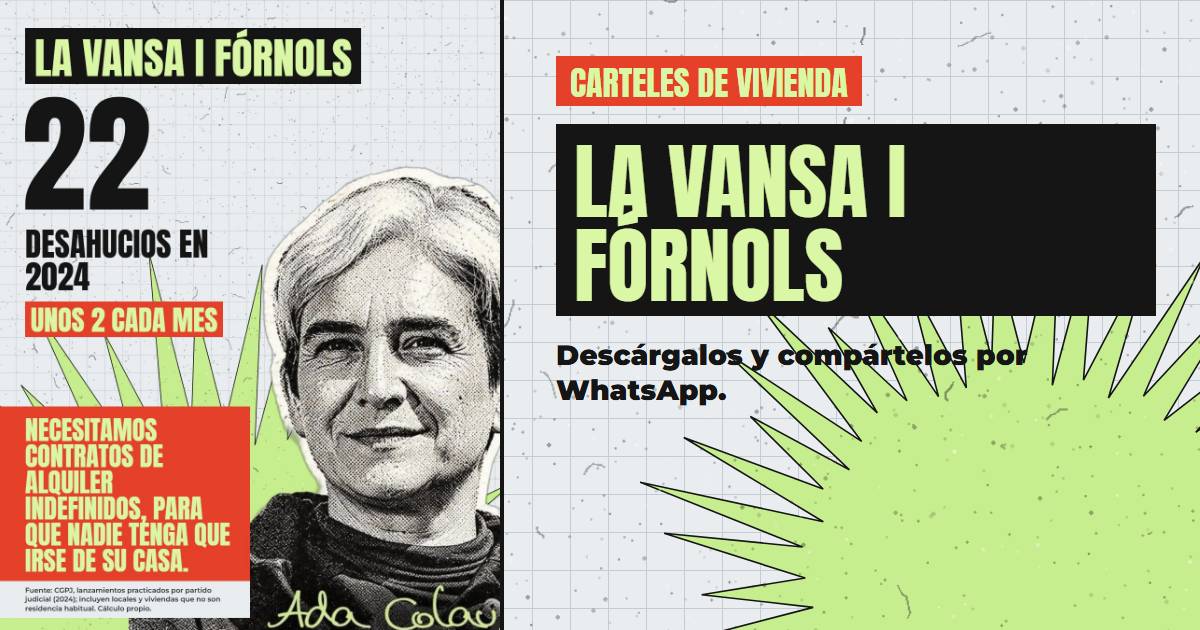 LA VANSA I FÓRNOLS
22
DESAHUCIOS EN
2024
UNOS 2 CADA MES
NECESITAMOS
CONTRATOS DE
ALQUILER
INDEFINIDOS, PARA
QUE NADIE TENGA QUE
IRSE DE SU CASA.
Fuente: CGPJ, lanzamientos practicados por partido
judicial (2024); incluyen locales y viviendas que no son
residencia habitual. Cálculo propio.
Ada Colau
CARTELES DE VIVIENDA
LA VANSA I
FÓRNOLS
Descárgalos y compártelos por
WhatsApp.